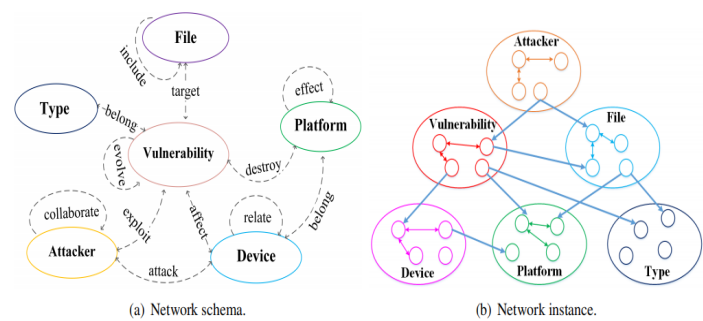 File
include
target
Type
belong
effect
Platform
Vulnerability
evolve
destroy
collaborate
exploit
affect
relate
belong
Attacker
attack
Device
(a) Network schema.
Attacker
Vulnerability
File
Device
Platform
Type
(b) Network instance.